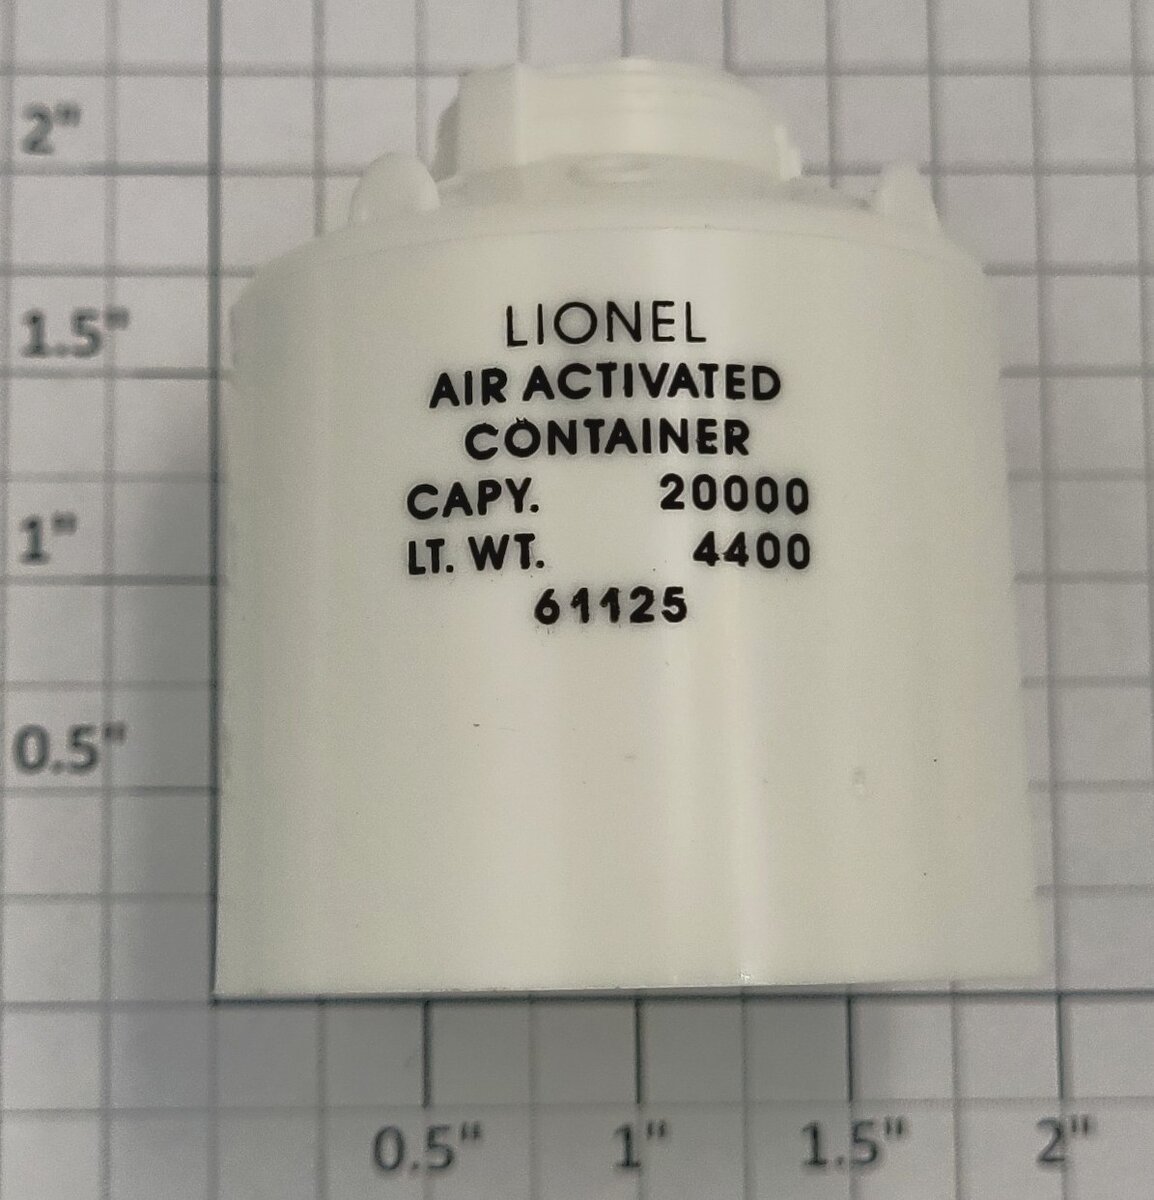 2"
1.5"
1"
0.5"
LIONEL
AIR ACTIVATED
CONTAINER
CAPY. 20000
LT. WT. 4400
61125
0.5" 1" 1.5" 2"